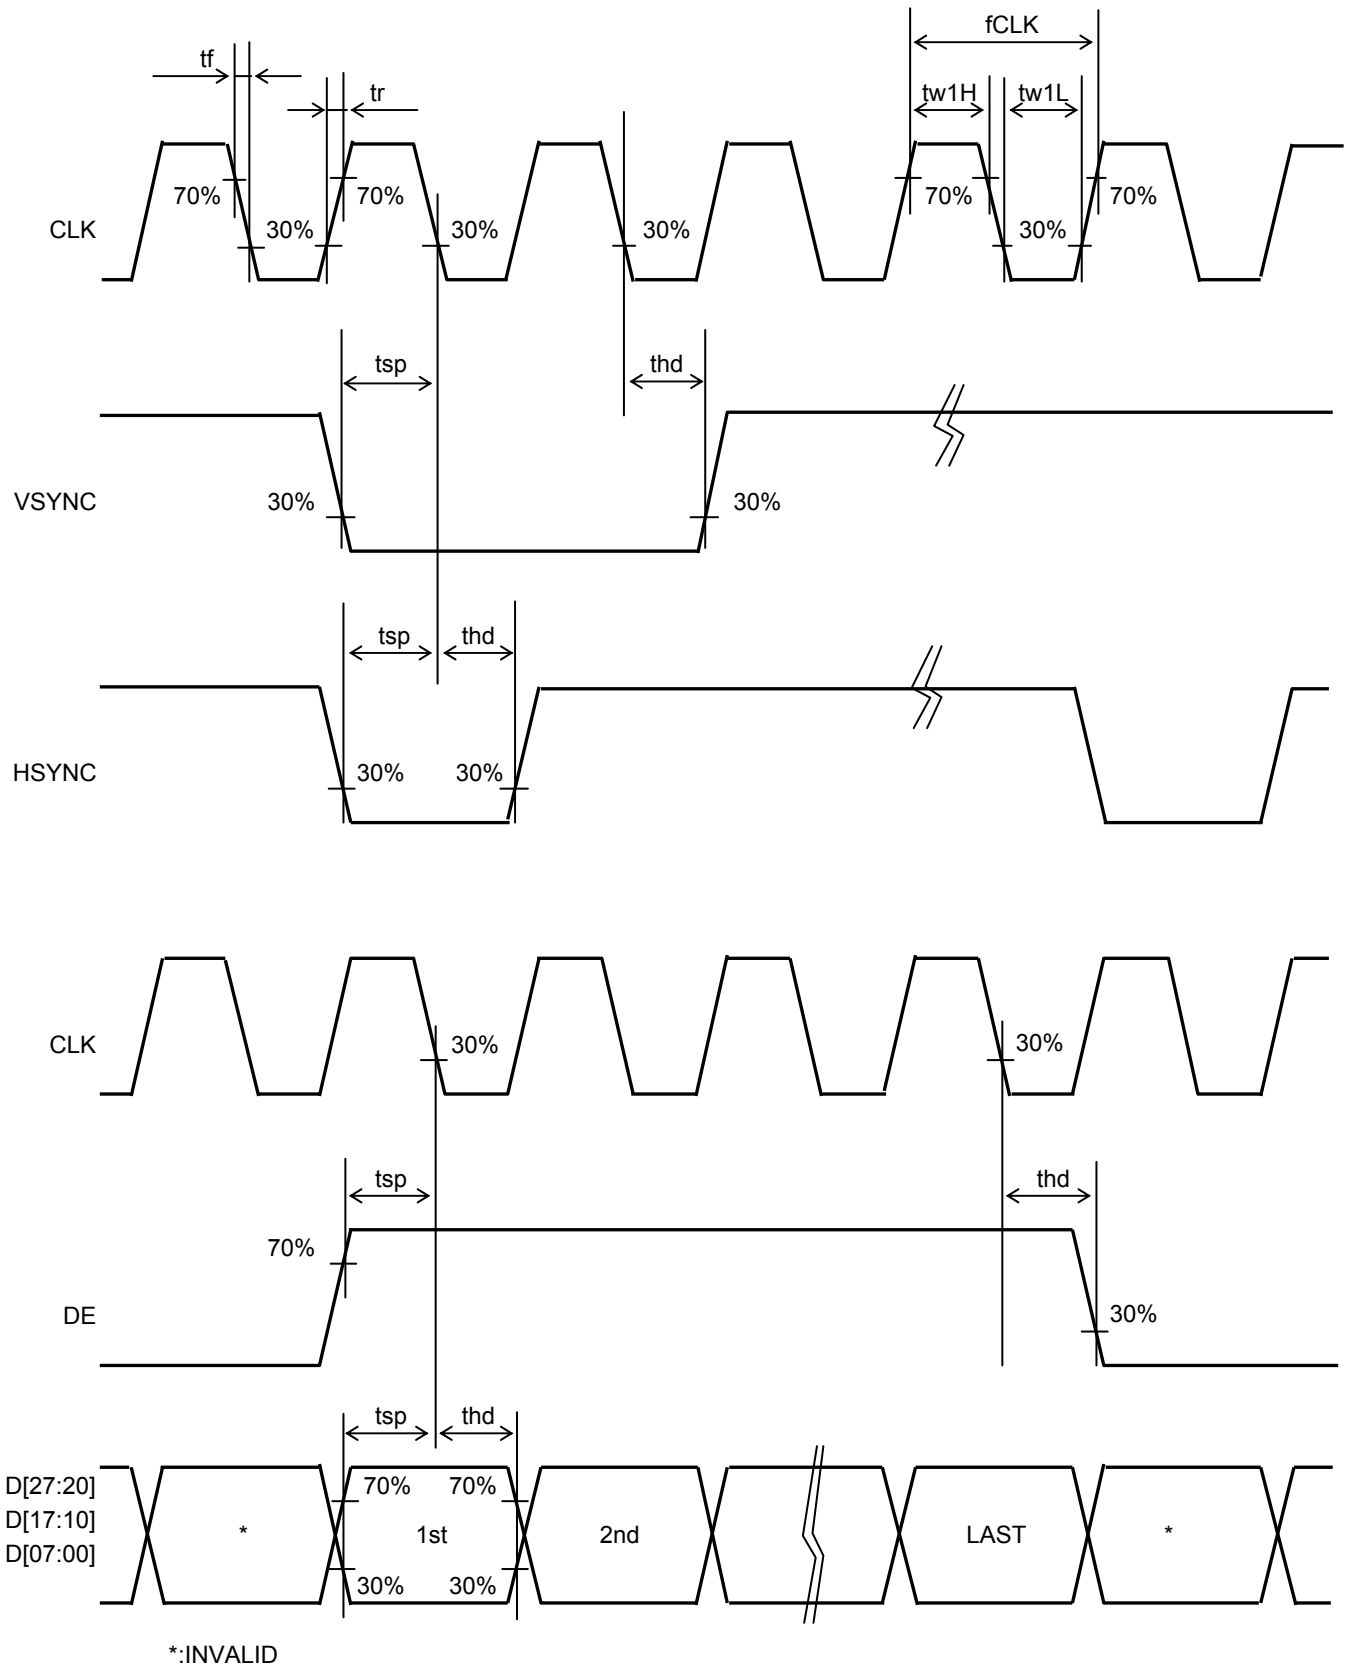 fCLK
tf
tr
tw1H
tw1L
70%
70%
70%
70%
CLK
30%
30%
30%
30%
tsp
thd
VSYNC
30%
30%
tsp
thd
HSYNC
30%
30%
CLK
30%
30%
tsp
thd
70%
DE
30%
tsp
thd
D[27:20]
70%
70%
D[17:10]
*
1st
2nd
LAST
*
D[07:00]
30%
30%
*:INVALID